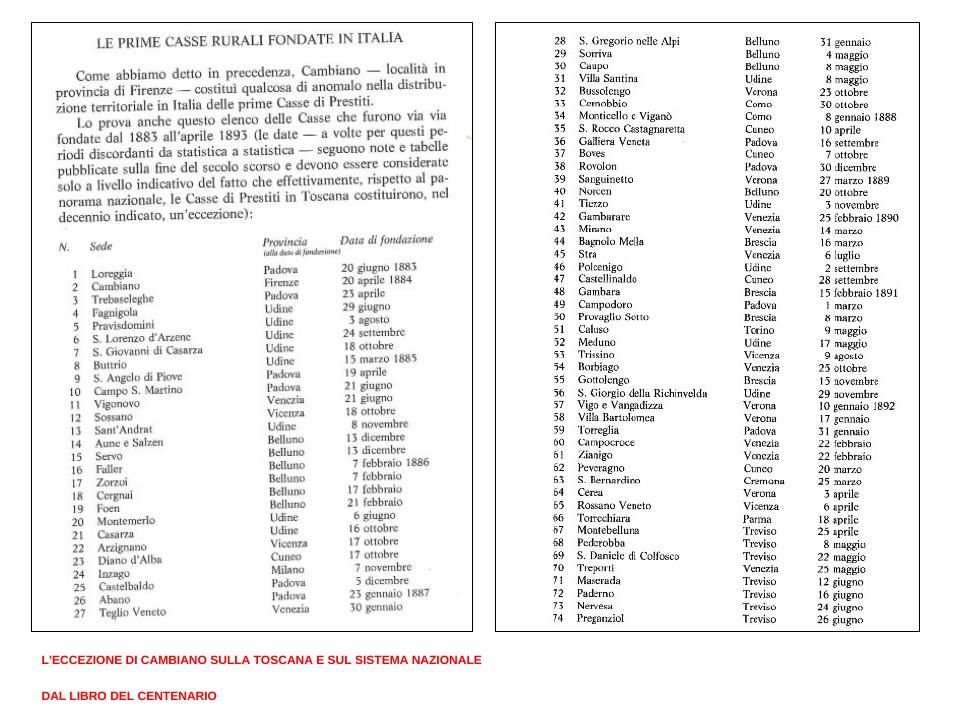 LE PRIME CASSE RURALI FONDATE IN ITALIA
Come abbiamo detto in precedenza, Cambiano — località in
provincia di Firenze — costituì qualcosa di anomalo nella distribu-
zione territoriale in Italia delle prime Casse di Prestiti.
Lo prova anche questo elenco delle Casse che furono via via
fondate dal 1883 all'aprile 1893 (le date — a volte per questi pe-
riodi discordanti da statistica a statistica — seguono note e tabelle
pubblicate sulla fine del secolo scorso e devono essere considerate
solo a livello indicativo del fatto che effettivamente, rispetto al pa-
norama nazionale, le Casse di Prestiti in Toscana costituirono, nel
decennio indicato, un'eccezione):
N. Sede Provincia Data di fondazione
(alla data di fondazione)
1 Loreggia Padova 20 giugno 1883
2 Cambiano Firenze 20 aprile 1884
3 Trebaseleghe Padova 23 aprile
4 Fagnigola Udine 29 giugno
5 Pravisdomini Udine 3 agosto
6 S. Lorenzo d'Arzene Udine 24 settembre
7 S. Giovanni di Casarza Udine 18 ottobre
8 Buttrio Udine 15 marzo 1885
9 S. Angelo di Piove Padova 19 aprile
10 Campo S. Martino Padova 21 giugno
11 Vigonovo Venezia 21 giugno
12 Sossano Vicenza 18 ottobre
13 Sant'Andrat Udine 8 novembre
14 Aune e Salzen Belluno 13 dicembre
15 Servo Belluno 13 dicembre
16 Faller Belluno 7 febbraio 1886
17 Zorzoi Belluno 7 febbraio
18 Cergnai Belluno 17 febbraio
19 Foen Belluno 21 febbraio
20 Montemerlo Udine 6 giugno
21 Casarza Udine 16 ottobre
22 Arzignano Vicenza 17 ottobre
23 Diano d'Alba Cuneo 17 ottobre
24 Inzago Milano 7 novembre
25 Castelbaldo Padova 5 dicembre
26 Abano Padova 23 gennaio 1887
27 Teglio Veneto Venezia 30 gennaio
28 S. Gregorio nelle Alpi Belluno 31 gennaio
29 Sorriva Belluno 4 maggio
30 Caupo Belluno 8 maggio
31 Villa Santina Udine 8 maggio
32 Bussolengo Verona 23 ottobre
33 Cernobbio Como 30 ottobre
34 Monticello e Viganò Como 8 gennaio 1888
35 S. Rocco Castagnaretta Cuneo 10 aprile
36 Galliera Veneta Padova 16 settembre
37 Boves Cuneo 7 ottobre
38 Rovolon Padova 30 dicembre
39 Sanguinetto Verona 27 marzo 1889
40 Norcen Belluno 20 ottobre
41 Tiezzo Udine 3 novembre
42 Gambarare Venezia 25 febbraio 1890
43 Mirano Venezia 14 marzo
44 Bagnolo Mella Brescia 16 marzo
45 Stra Venezia 6 luglio
46 Polcenigo Udine 2 settembre
47 Castellinaldo Cuneo 28 settembre
48 Gambara Brescia 15 febbraio 1891
49 Campodoro Padova 1 marzo
50 Provaglio Sotto Brescia 8 marzo
51 Caluso Torino 9 maggio
52 Meduno Udine 17 maggio
53 Trissino Vicenza 9 agosto
54 Borbiago Venezia 25 ottobre
55 Gottolengo Brescia 15 novembre
56 S. Giorgio della Richinvelda Udine 29 novembre
57 Vigo e Vangadizza Verona 10 gennaio 1892
58 Villa Bartolomea Verona 17 gennaio
59 Torreglia Padova 31 gennaio
60 Campocroce Venezia 22 febbraio
61 Zianigo Venezia 22 febbraio
62 Peveragno Cuneo 20 marzo
63 S. Bernardino Cremona 25 marzo
64 Cerea Verona 3 aprile
65 Rossano Veneto Vicenza 6 aprile
66 Torrechiara Parma 18 aprile
67 Montebelluna Treviso 25 aprile
68 Pederobba Treviso 8 maggio
69 S. Daniele di Colfosco Treviso 22 maggio
70 Treporti Venezia 25 maggio
71 Maserada Treviso 12 giugno
72 Paderno Treviso 16 giugno
73 Nervesa Treviso 24 giugno
74 Preganziol Treviso 26 giugno
L'ECCEZIONE DI CAMBIANO SULLA TOSCANA E SUL SISTEMA NAZIONALE
DAL LIBRO DEL CENTENARIO